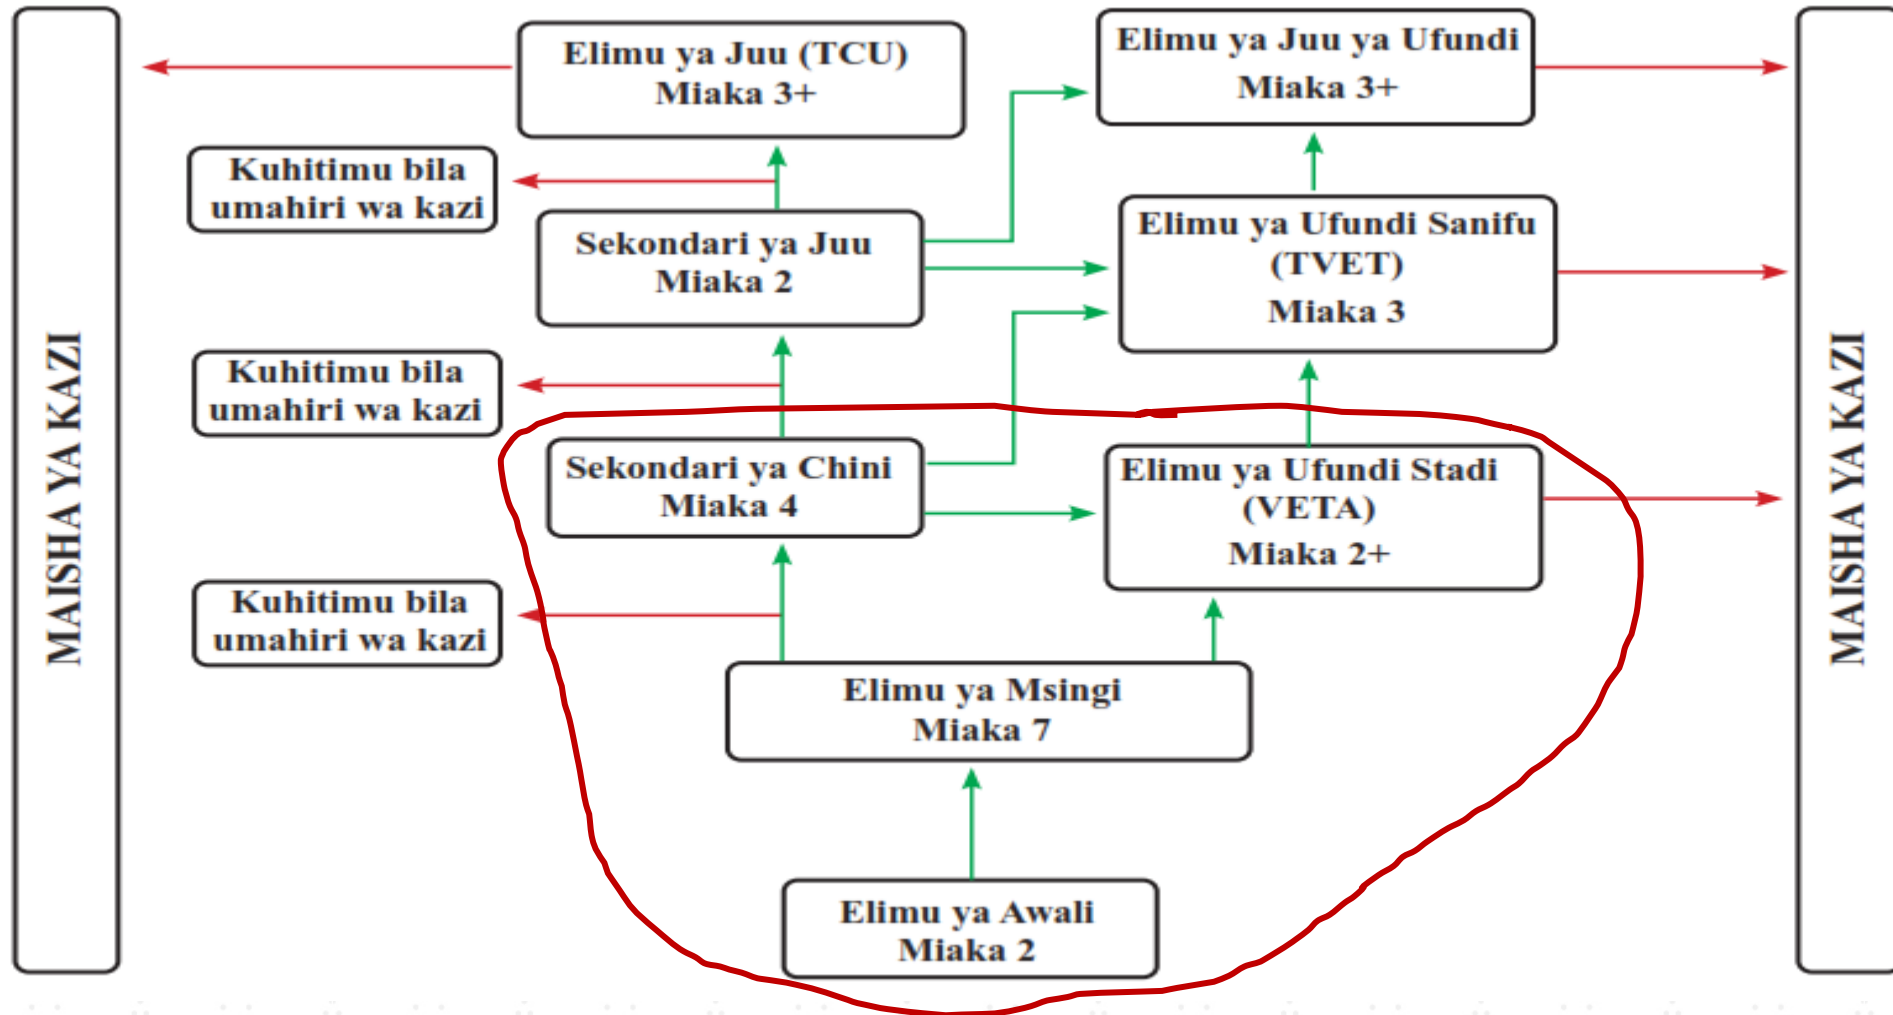 MAISHA YA KAZI
Elimu ya Juu (TCU)
Miaka 3+
Elimu ya Juu ya Ufundi
Miaka 3+
Kuhitimu bila
umahiri wa kazi
Sekondari ya Juu
Miaka 2
Elimu ya Ufundi Sanifu
(TVET)
Miaka 3
Kuhitimu bila
umahiri wa kazi
Sekondari ya Chini
Miaka 4
Elimu ya Ufundi Stadi
(VETA)
Miaka 2+
Kuhitimu bila
umahiri wa kazi
Elimu ya Msingi
Miaka 7
Elimu ya Awali
Miaka 2
MAISHA YA KAZI